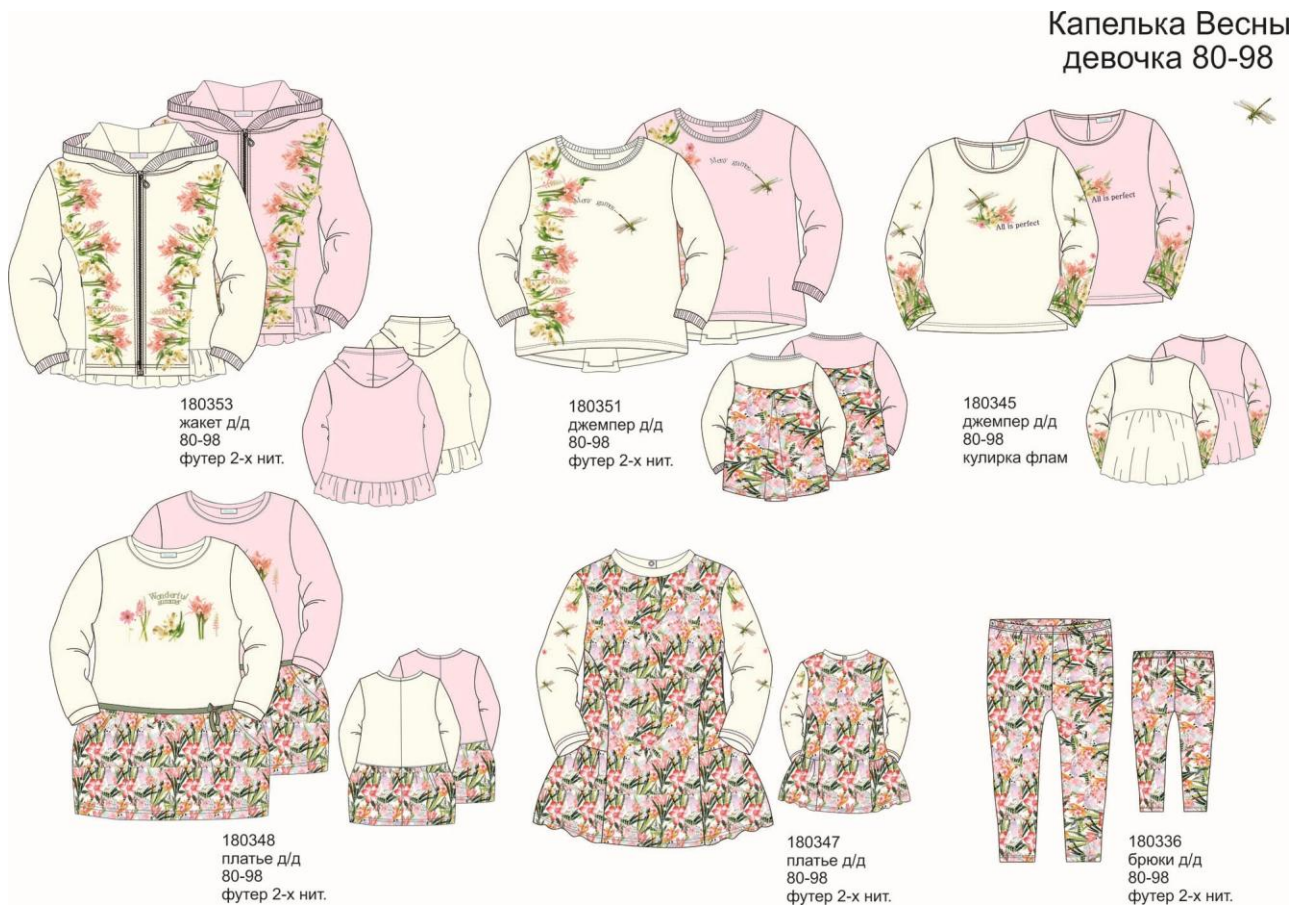 Капелька Весны
девочка 80-98
All is perfect
All is perfect
180353
жакет д/д
80-98
футер 2-х нит.
180351
джемпер д/д
80-98
футер 2-х нит.
180345
джемпер д/д
80-98
кулирка флам
Wonderful
summer
180348
платье д/д
80-98
футер 2-х нит.
180347
платье д/д
80-98
футер 2-х нит.
180336
брюки д/д
80-98
футер 2-х нит.